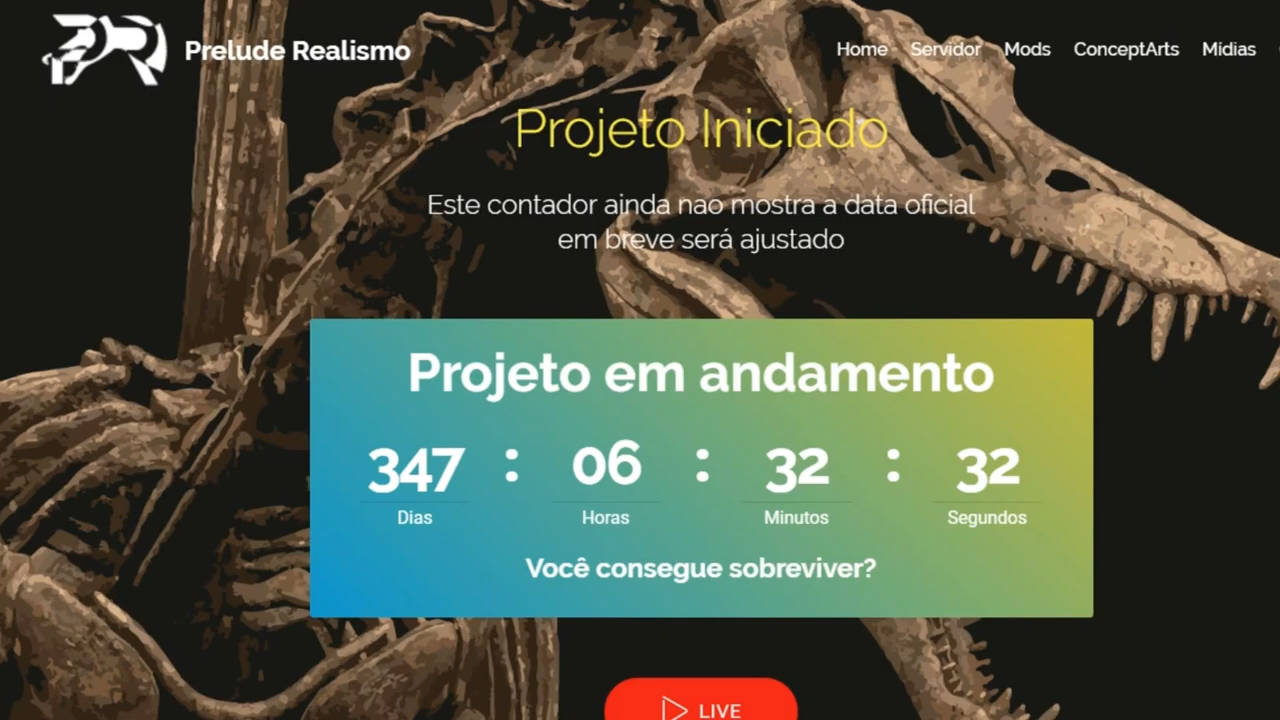 Prelude Realismo
Home Servidor Mods ConceptArts Mídias
Projeto Iniciado
Este contador ainda nao mostra a data oficial
em breve será ajustado
Projeto em andamento
347 : 06 : 32 : 32
Dias Horas Minutos Segundos
Você consegue sobreviver?
LIVE